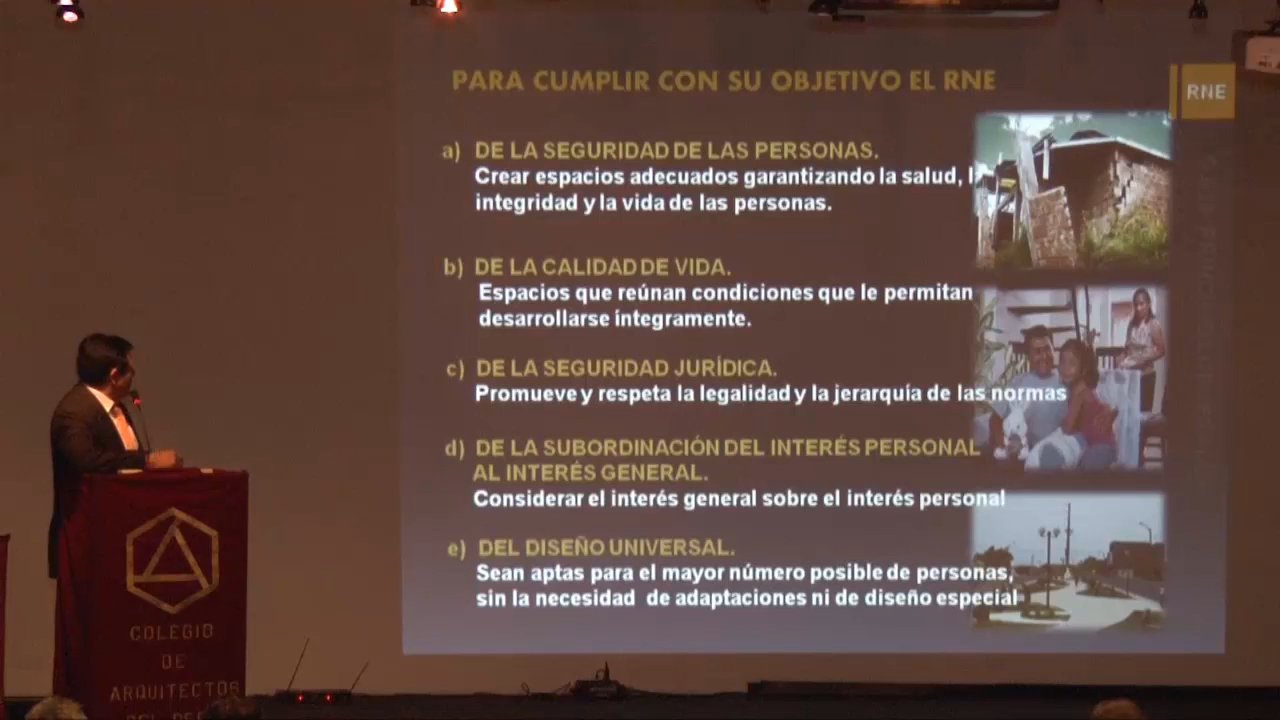 PARA CUMPLIR CON SU OBJETIVO EL RNE
RNE
a) DE LA SEGURIDAD DE LAS PERSONAS.
Crear espacios adecuados garantizando la salud, l
integridad y la vida de las personas.
b) DE LA CALIDAD DE VIDA.
Espacios que reúnan condiciones que le permitan
desarrollarse íntegramente.
c) DE LA SEGURIDAD JURÍDICA.
Promueve y respeta la legalidad y la jerarquía de las normas
d) DE LA SUBORDINACIÓN DEL INTERÉS PERSONAL
AL INTERÉS GENERAL.
Considerar el interés general sobre el interés personal
e) DEL DISEÑO UNIVERSAL.
Sean aptas para el mayor número posible de personas,
sin la necesidad de adaptaciones ni de diseño especial
COLEGIO
DE
ARQUITECTOS